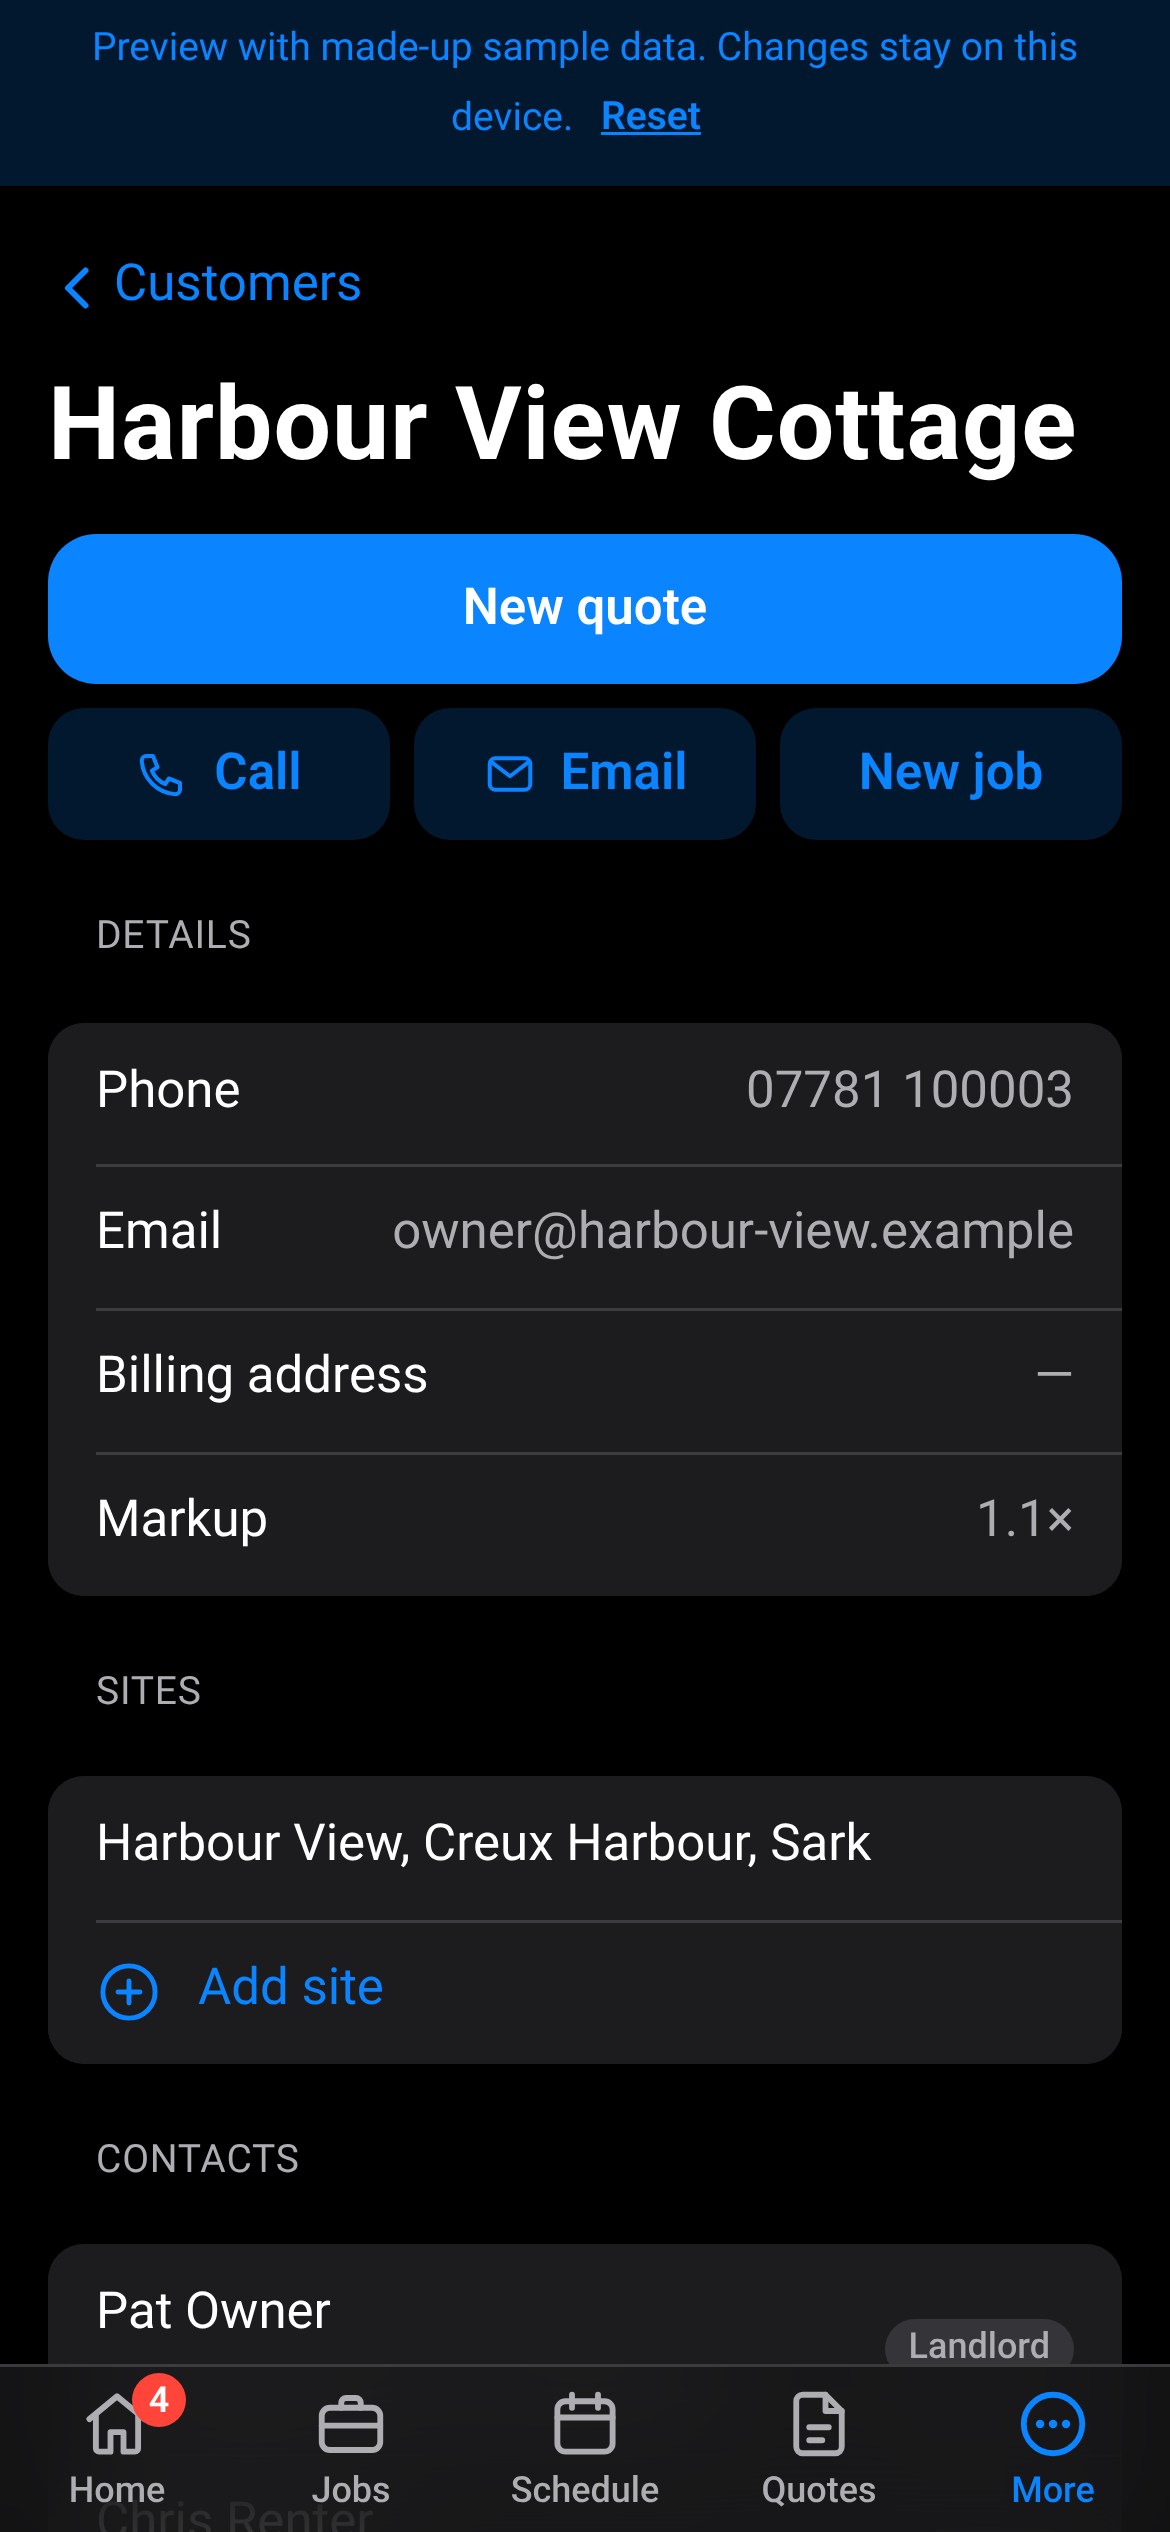 Preview with made-up sample data. Changes stay on this
device. Reset
Customers
Harbour View Cottage
New quote
Call
Email
New job
DETAILS
Phone
07781 100003
Email
owner@harbour-view.example
Billing address
—
Markup
1.1×
SITES
Harbour View, Creux Harbour, Sark
Add site
CONTACTS
Pat Owner
Landlord
4
Home
Jobs
Schedule
Quotes
More
Chris Renter